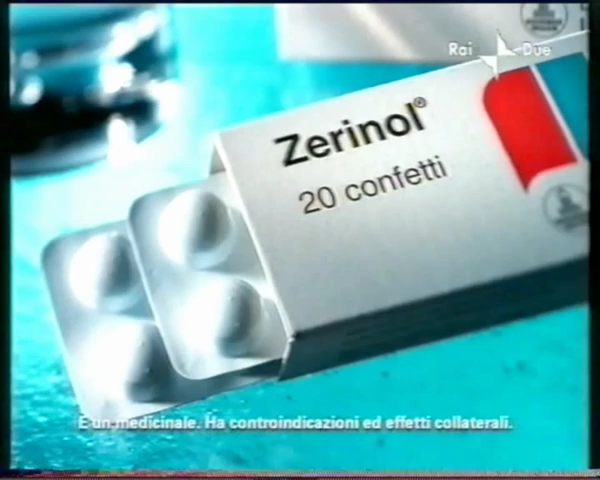 Rai Due
Zerinol®
20 confetti
È un medicinale. Ha controindicazioni ed effetti collaterali.